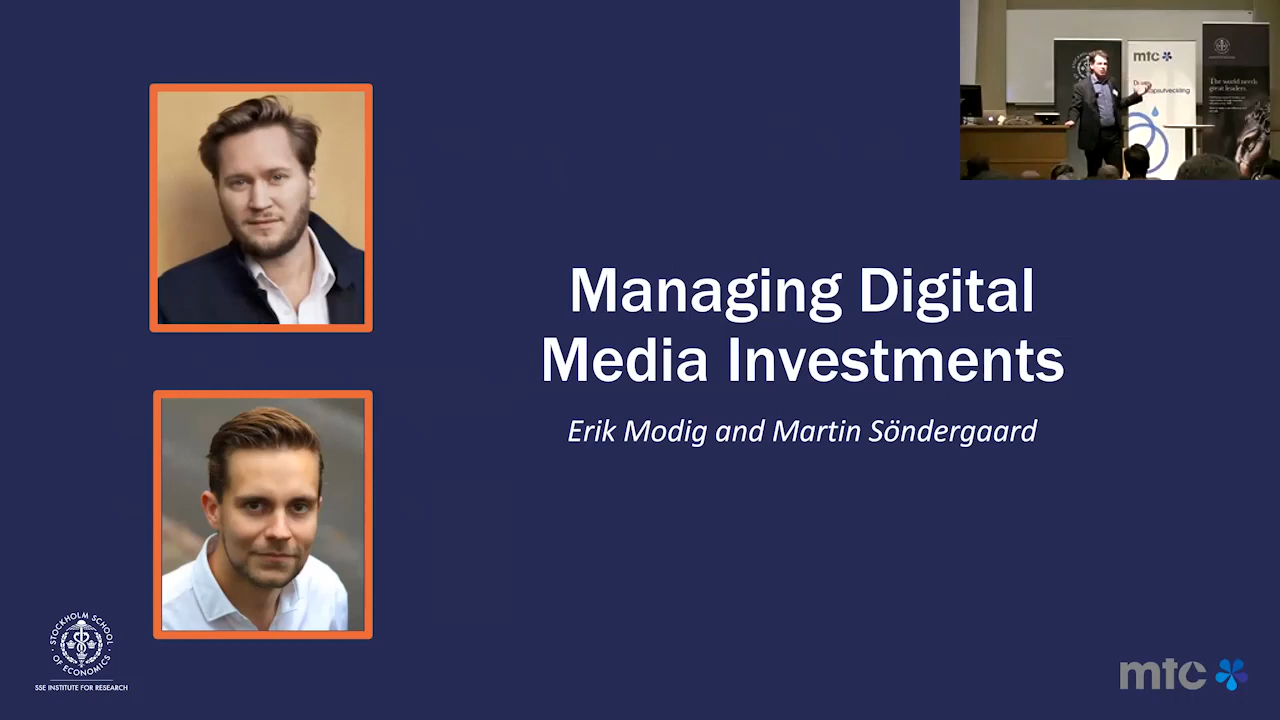 mtc
The world needs
great leaders.
Managing Digital
Media Investments
Erik Modig and Martin Söndergaard
STOCKHOLM SCHOOL
OF ECONOMICS
SSE INSTITUTE FOR RESEARCH
mtc